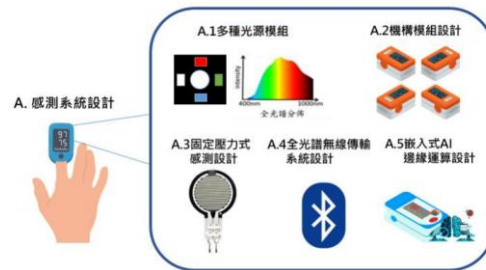 A. 感測系統設計
97
75
A.1多種光源模組
Intensity
400nm
1000nm
全光譜分佈
A.2機構模組設計
A.3固定壓力式
感測設計
A.4全光譜無線傳輸
系統設計
A.5嵌入式AI
邊緣運算設計